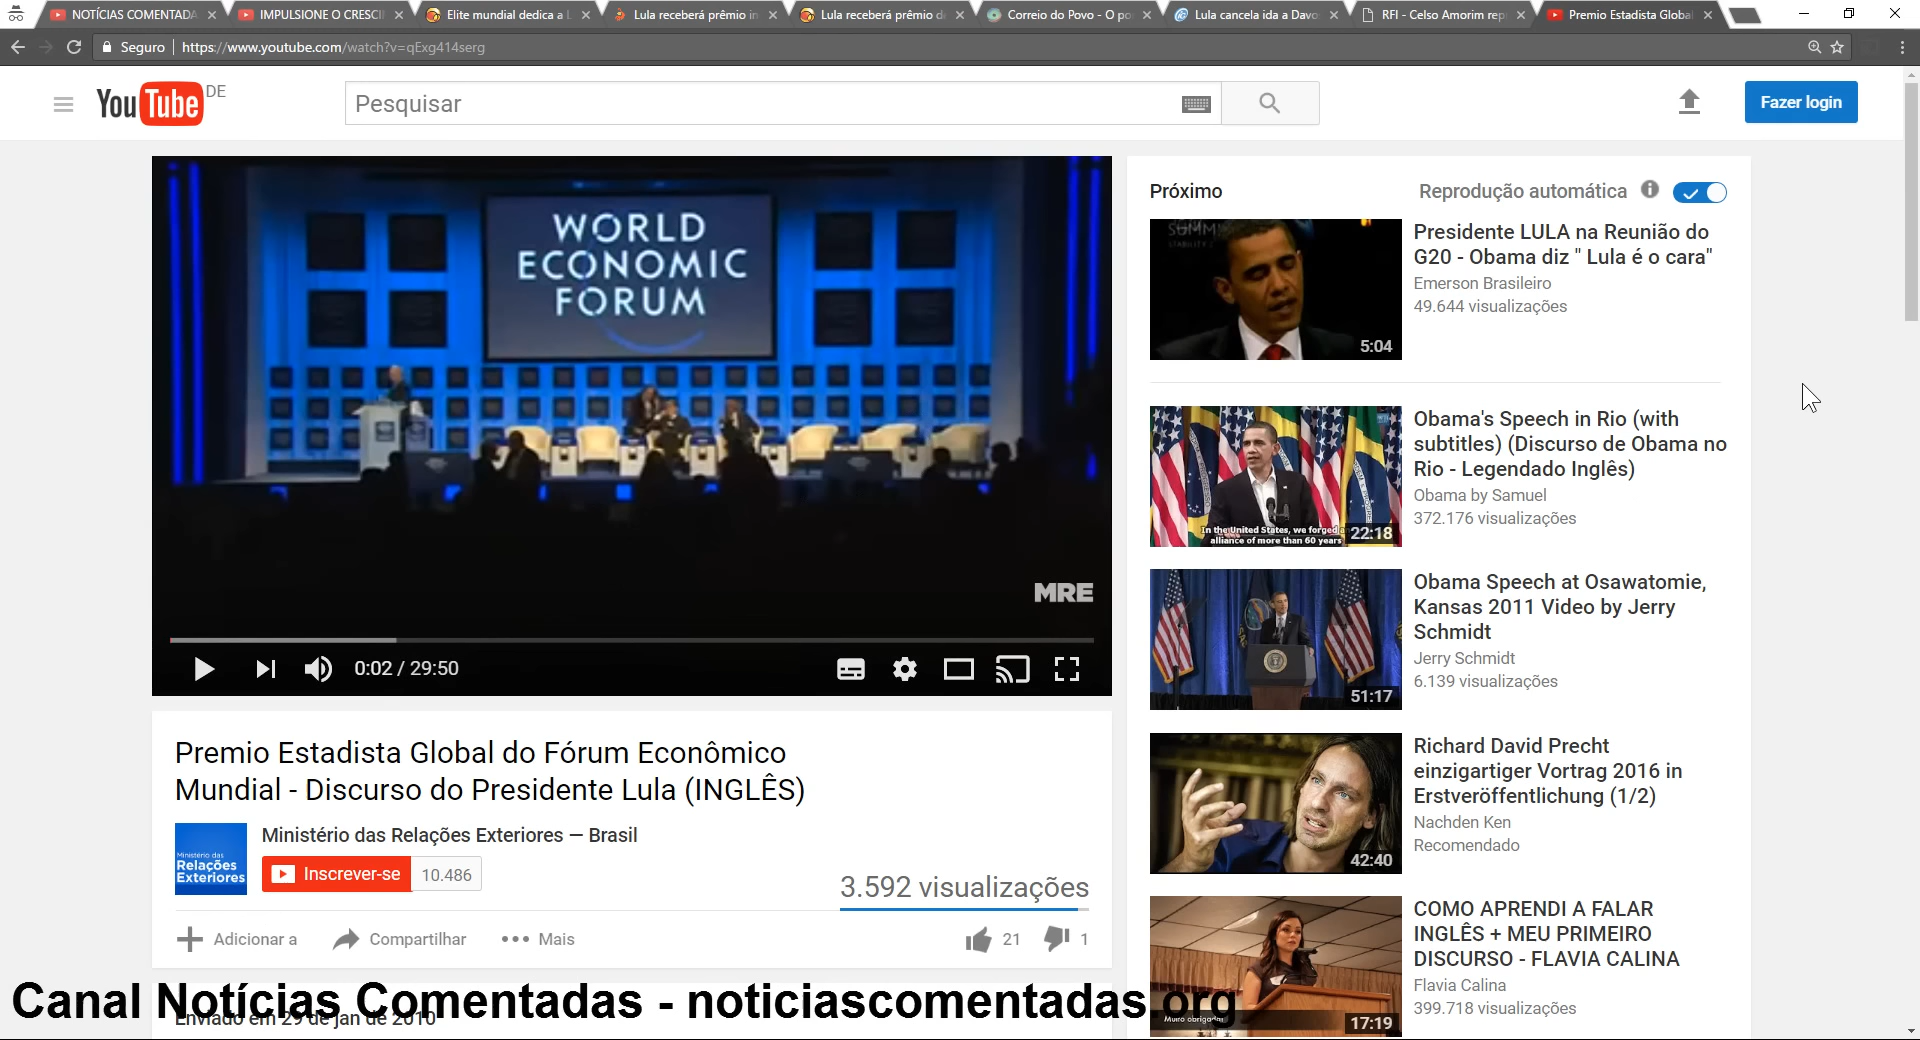 NOTÍCIAS COMENTADA
IMPULSIONE O CRESCI
Elite mundial dedica a L
Lula receberá prêmio in
Lula receberá prêmio d
Correio do Povo - O po
Lula cancela ida a Davo
RFI - Celso Amorim rep
Premio Estadista Global
Seguro
https://www.youtube.com/watch?v=qExg414serg
YouTube DE
Pesquisar
Fazer login
WORLD
ECONOMIC
FORUM
MRE
0:02 / 29:50
Premio Estadista Global do Fórum Econômico
Mundial - Discurso do Presidente Lula (INGLÊS)
Ministério das
Relações
Exteriores
Ministério das Relações Exteriores — Brasil
Inscrever-se 10.486
3.592 visualizações
Adicionar a
Compartilhar
Mais
21
1
Enviado em 29 de jan de 2010
Canal Notícias Comentadas - noticiascomentadas.org
Próximo
Reprodução automática
5:04
Presidente LULA na Reunião do
G20 - Obama diz " Lula é o cara"
Emerson Brasileiro
49.644 visualizações
In the United States, we forged a
alliance of more than 60 years
22:18
Obama's Speech in Rio (with
subtitles) (Discurso de Obama no
Rio - Legendado Inglês)
Obama by Samuel
372.176 visualizações
51:17
Obama Speech at Osawatomie,
Kansas 2011 Video by Jerry
Schmidt
Jerry Schmidt
6.139 visualizações
42:40
Richard David Precht
einzigartiger Vortrag 2016 in
Erstveröffentlichung (1/2)
Nachden Ken
Recomendado
17:19
COMO APRENDI A FALAR
INGLÊS + MEU PRIMEIRO
DISCURSO - FLAVIA CALINA
Flavia Calina
399.718 visualizações